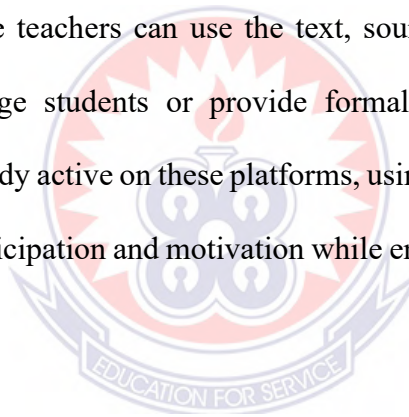 e teachers can use the text, sour
ge students or provide formal
dy active on these platforms, usin
icipation and motivation while en
EDUCATION FOR SERVICE